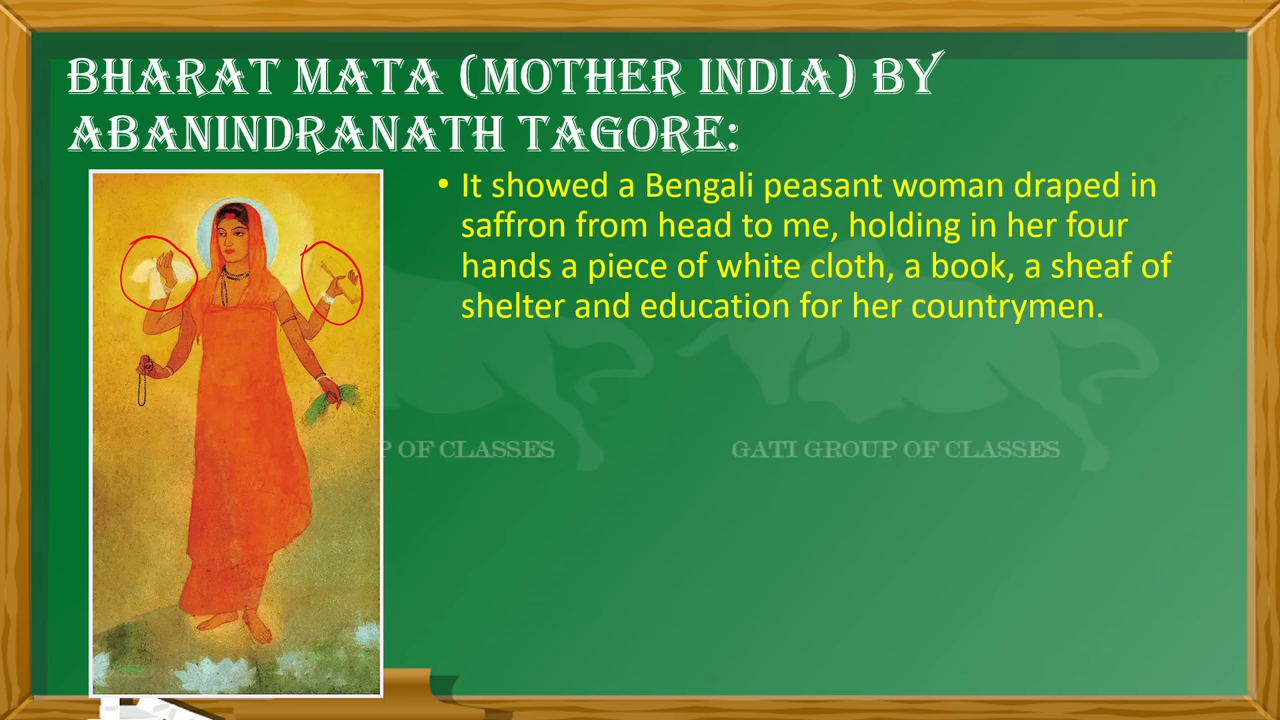 BHARAT MATA (MOTHER INDIA) BY
ABANINDRANATH TAGORE:
• It showed a Bengali peasant woman draped in
saffron from head to me, holding in her four
hands a piece of white cloth, a book, a sheaf of
shelter and education for her countrymen.
P OF CLASSES
GATI GROUP OF CLASSES